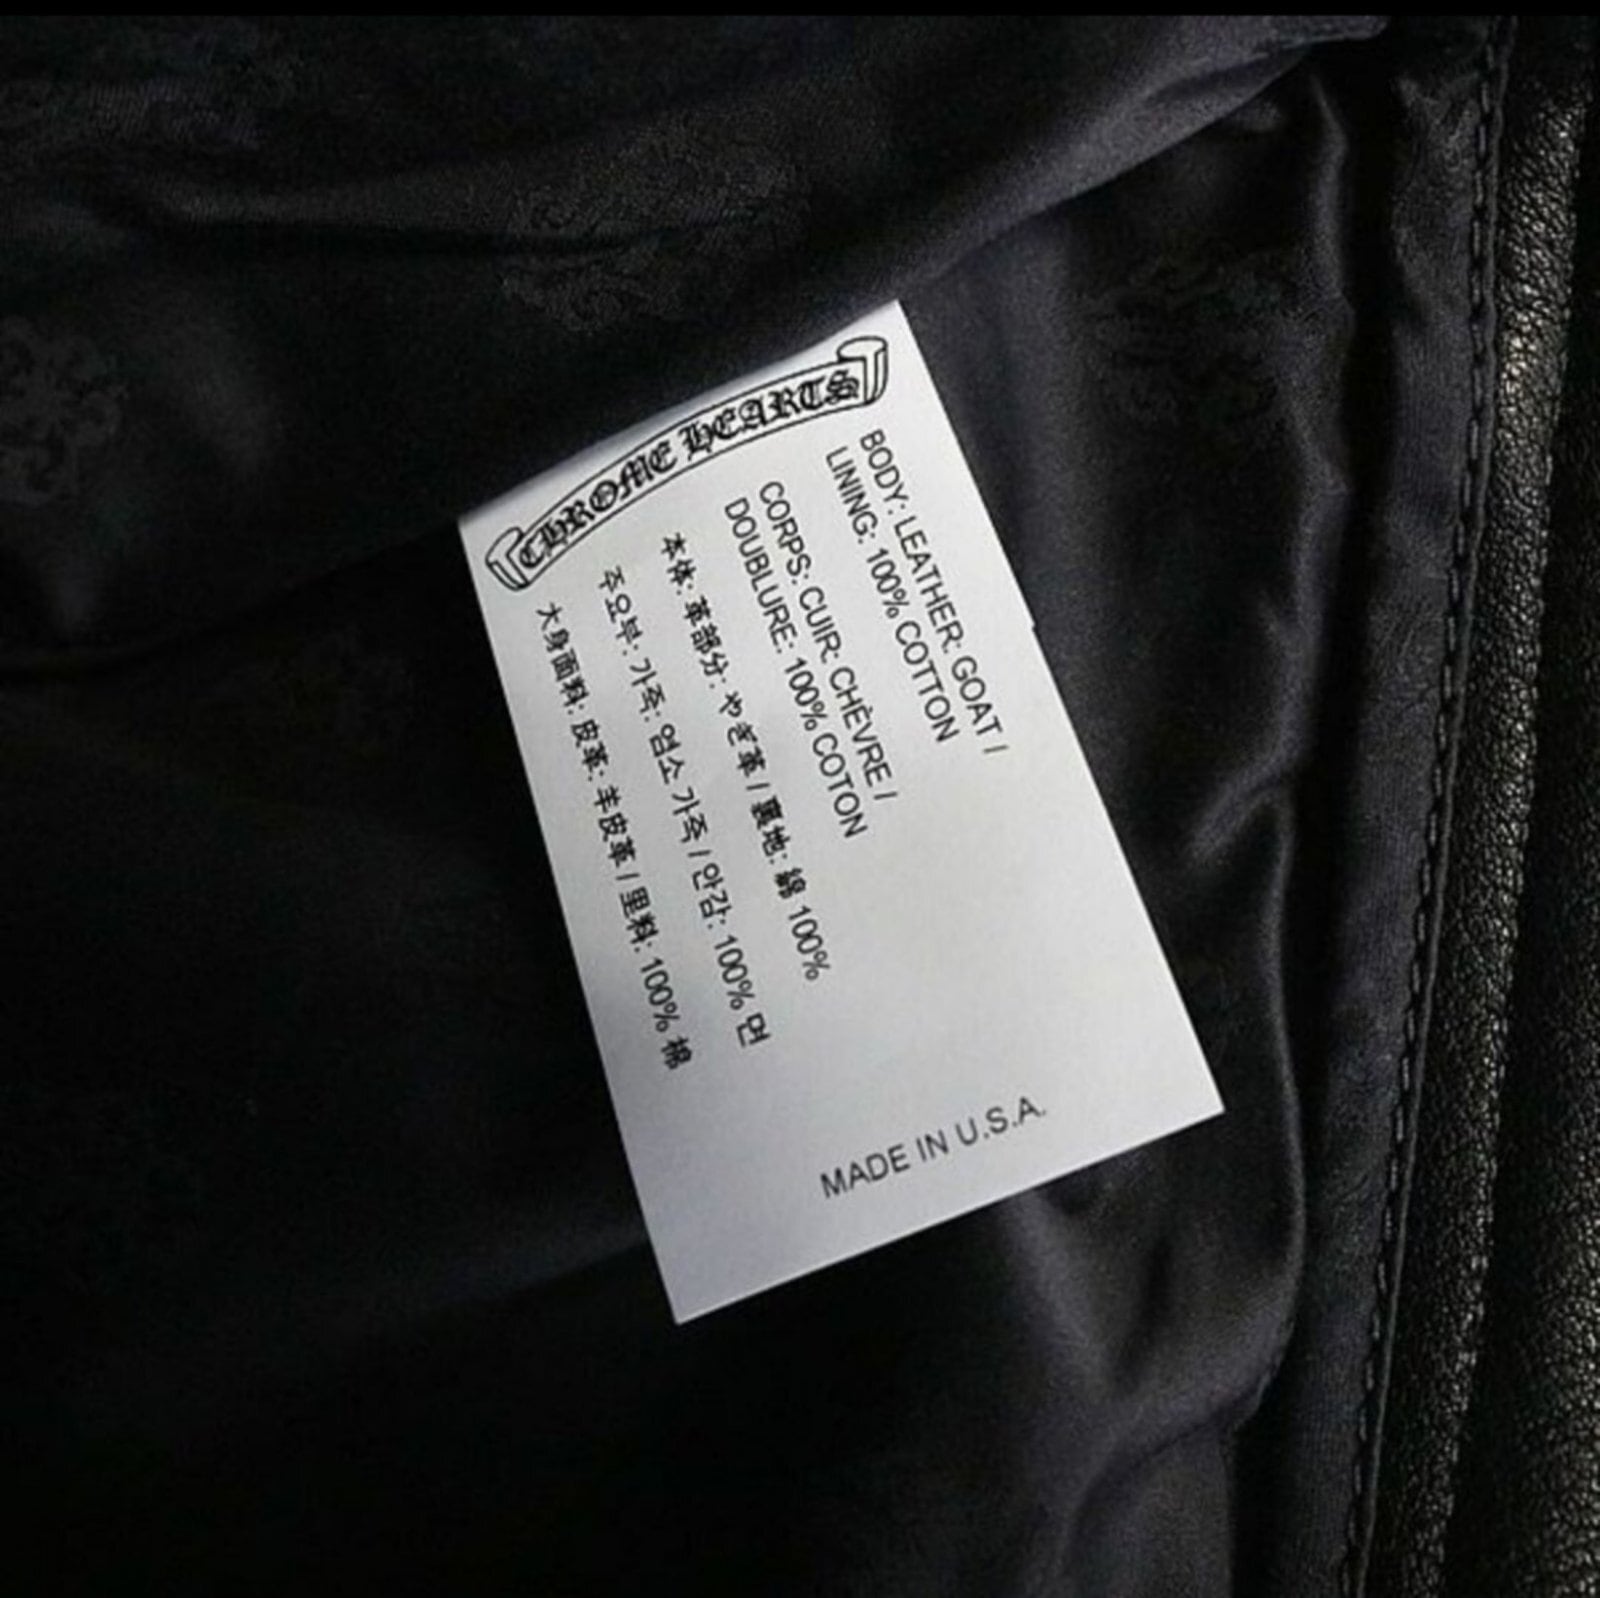 CHROME HEARTS
BODY: LEATHER: GOAT /
LINING: 100% COTTON
CORPS: CUIR: CHÈVRE /
DOUBLURE: 100% COTON
本体: 革部分: やぎ革 / 裏地: 綿 100%
주요부: 가죽: 염소 가죽 / 안감: 100% 면
大身面料: 皮革: 羊皮革 / 里料: 100% 棉
MADE IN U.S.A.